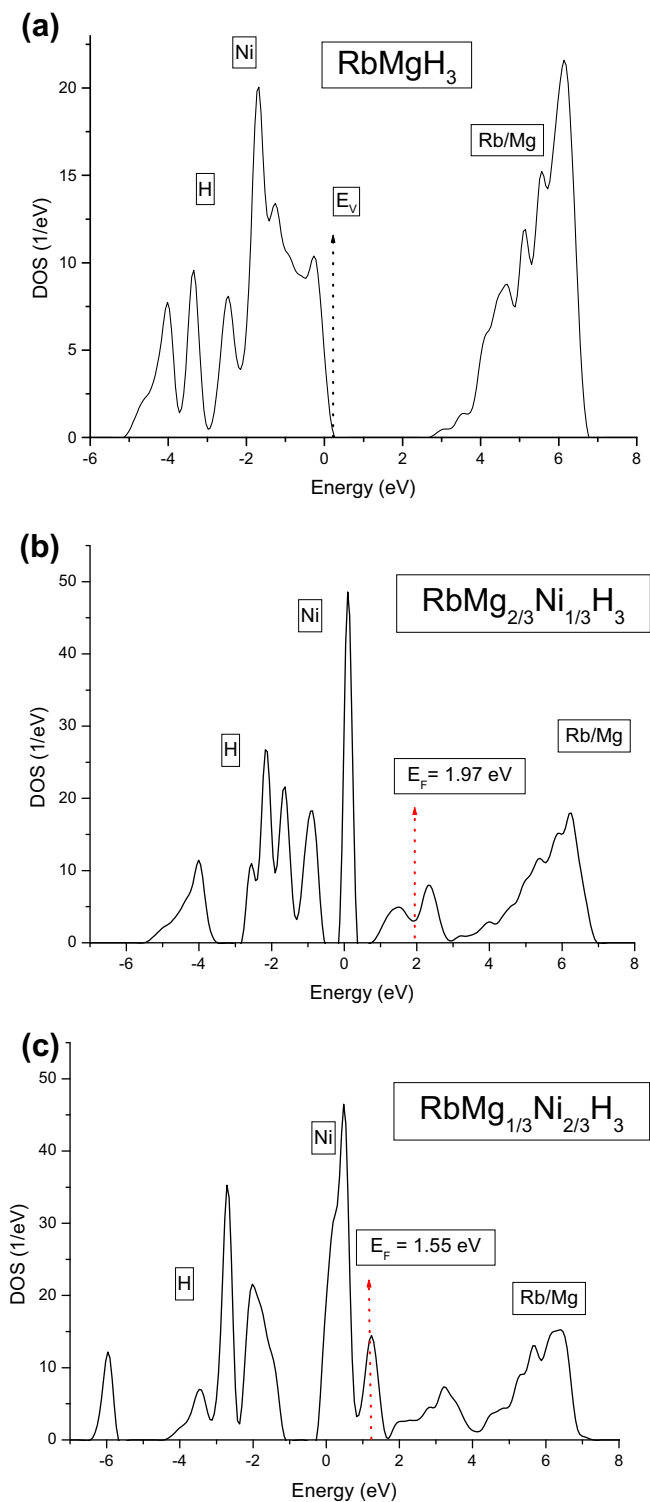 (a)
Ni
RbMgH₃
Rb/Mg
H
E_V
DOS (1/eV)
20
15
10
5
0
-6 -4 -2 0 2 4 6 8
Energy (eV)
(b)
RbMg₂/₃Ni₁/₃H₃
Ni
H
Rb/Mg
E_F = 1.97 eV
DOS (1/eV)
50
40
30
20
10
0
-6 -4 -2 0 2 4 6 8
Energy (eV)
(c)
RbMg₁/₃Ni₂/₃H₃
Ni
E_F = 1.55 eV
H
Rb/Mg
DOS (1/eV)
50
40
30
20
10
0
-6 -4 -2 0 2 4 6 8
Energy (eV)